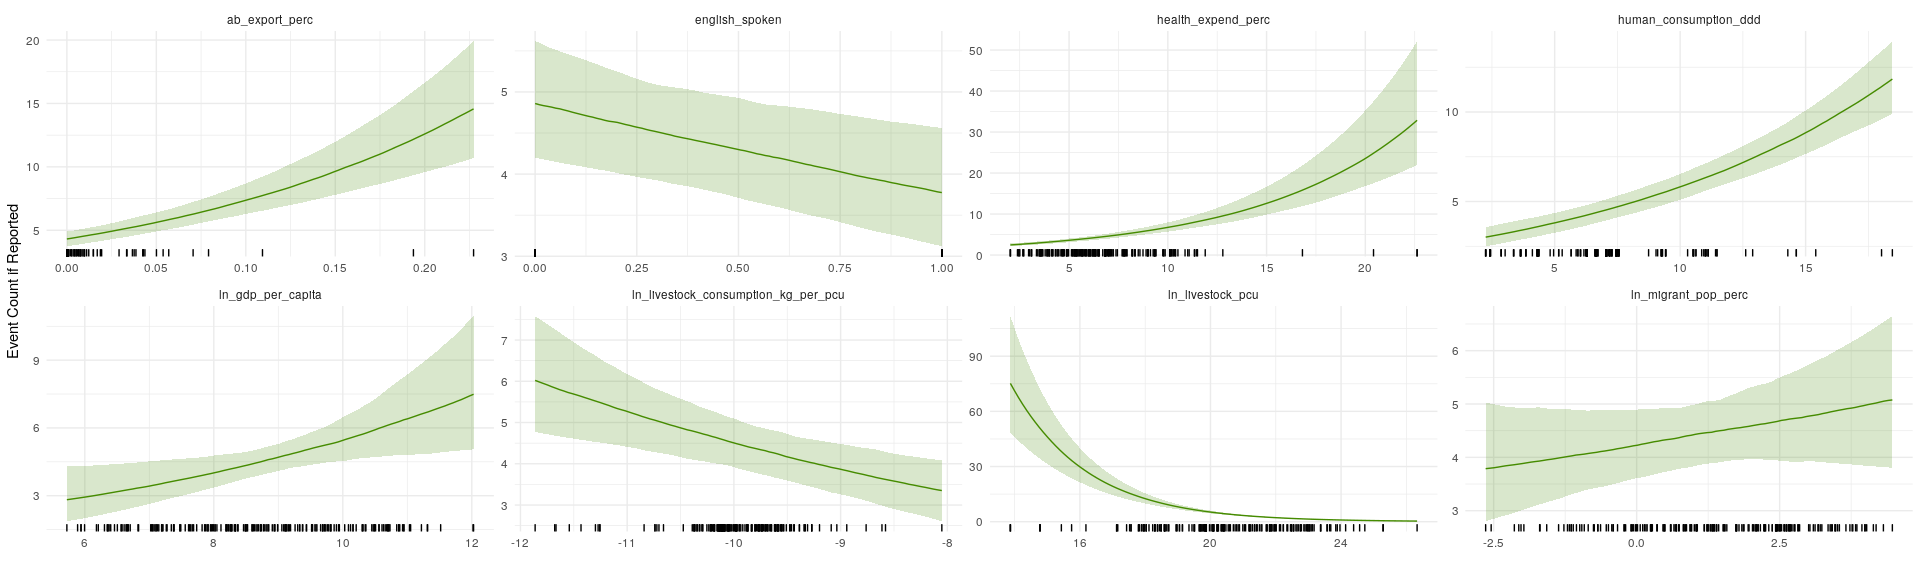 ab_export_perc
english_spoken
health_expend_perc
human_consumption_ddd
Event Count if Reported
20
15
10
5
0.00 0.05 0.10 0.15 0.20
5
4
3
0.00 0.25 0.50 0.75 1.00
50
40
30
20
10
0
5 10 15 20
10
5
5 10 15
ln_gdp_per_capita
ln_livestock_consumption_kg_per_pcu
ln_livestock_pcu
ln_migrant_pop_perc
9
6
3
6 8 10 12
7
6
5
4
3
-12 -11 -10 -9 -8
90
60
30
0
16 20 24
6
5
4
3
-2.5 0.0 2.5